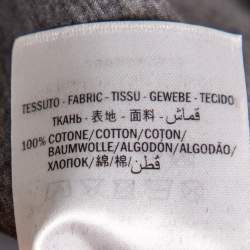 TESSUTO - FABRIC - TISSU - GEWEBE - TECIDO
ТКАНЬ - 表地 - 面料 - قماش
100% COTONE/COTTON/COTON/
BAUMWOLLE/ALGODÓN/ALGODÃO/
ХЛОПОК/綿/棉/قطن